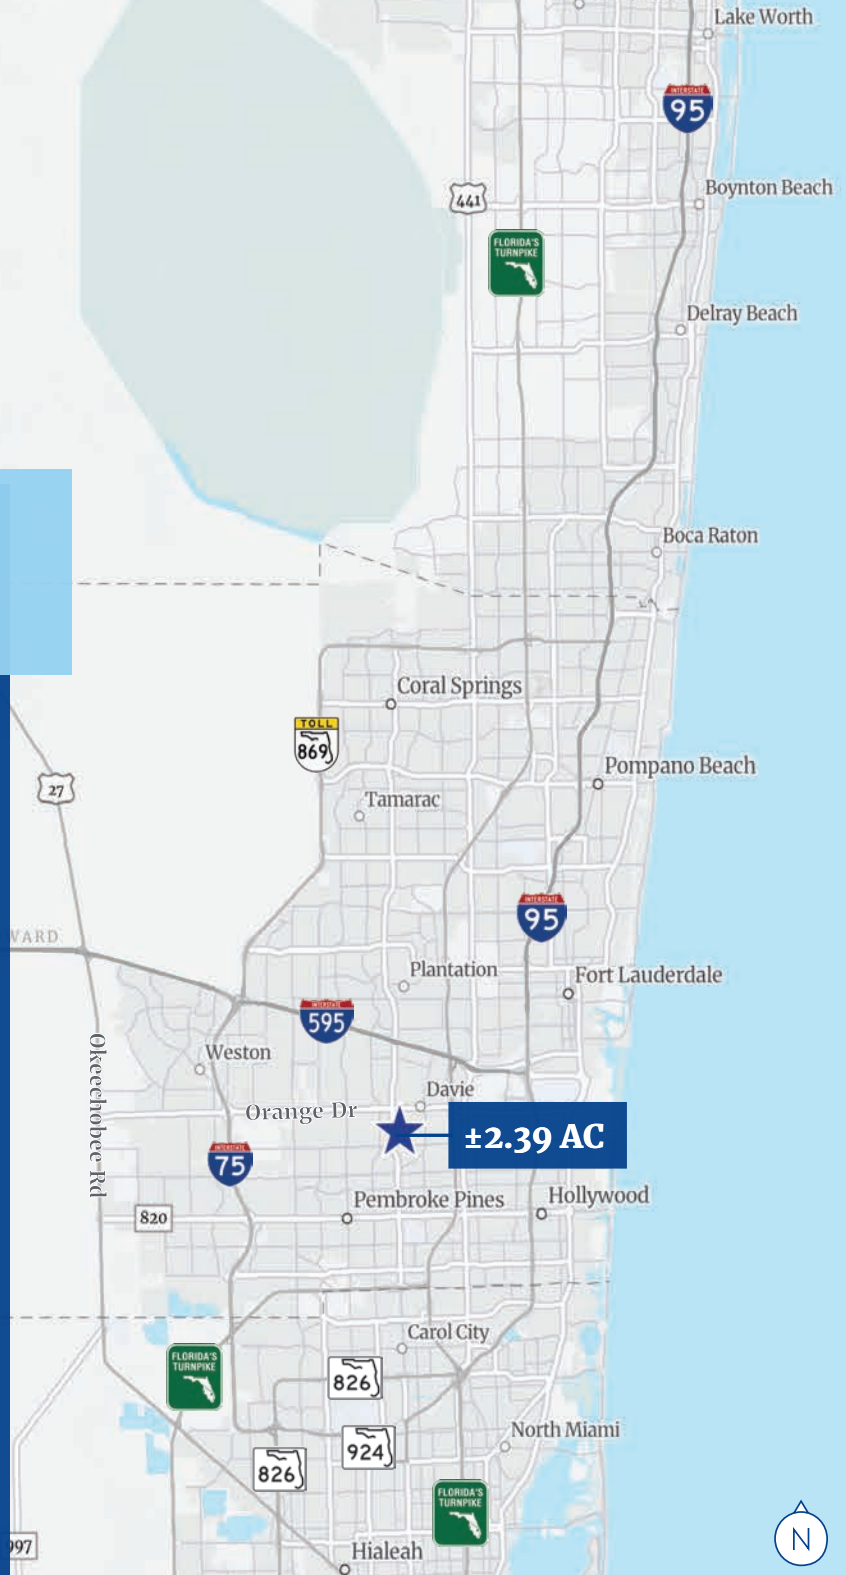 Lake Worth
INTERSTATE
95
Boynton Beach
441
FLORIDA'S
TURNPIKE
Delray Beach
Boca Raton
Coral Springs
TOLL
869
Pompano Beach
27
Tamarac
INTERSTATE
95
VARD
Plantation
Fort Lauderdale
INTERSTATE
595
Okeechobee Rd
Weston
Davie
Orange Dr
±2.39 AC
INTERSTATE
75
Pembroke Pines
Hollywood
820
Carol City
FLORIDA'S
TURNPIKE
826
North Miami
924
826
FLORIDA'S
TURNPIKE
N
997
Hialeah